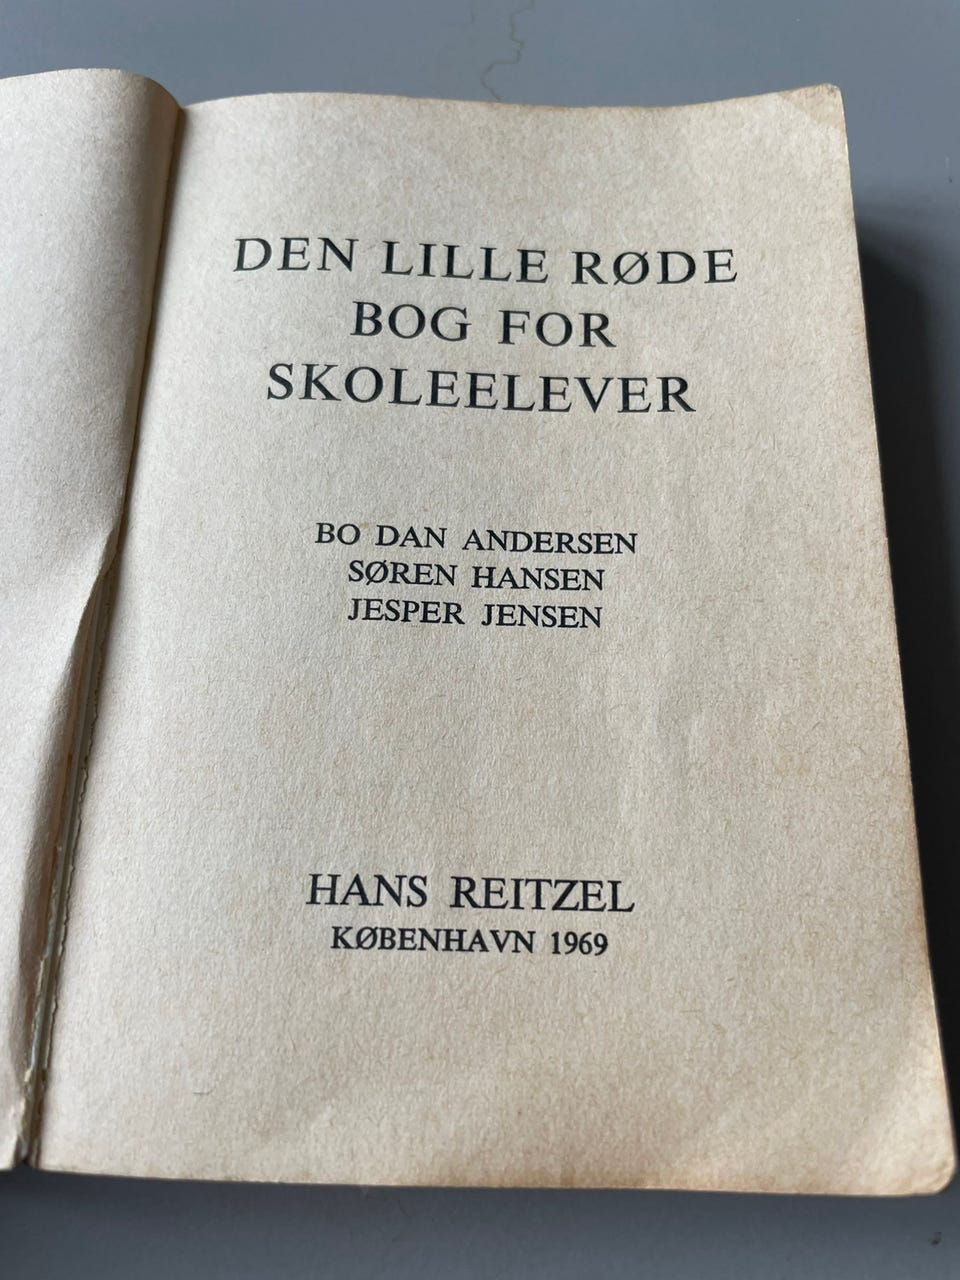 DEN LILLE RØDE
BOG FOR
SKOLEELEVER
BO DAN ANDERSEN
SØREN HANSEN
JESPER JENSEN
HANS REITZEL
KØBENHAVN 1969